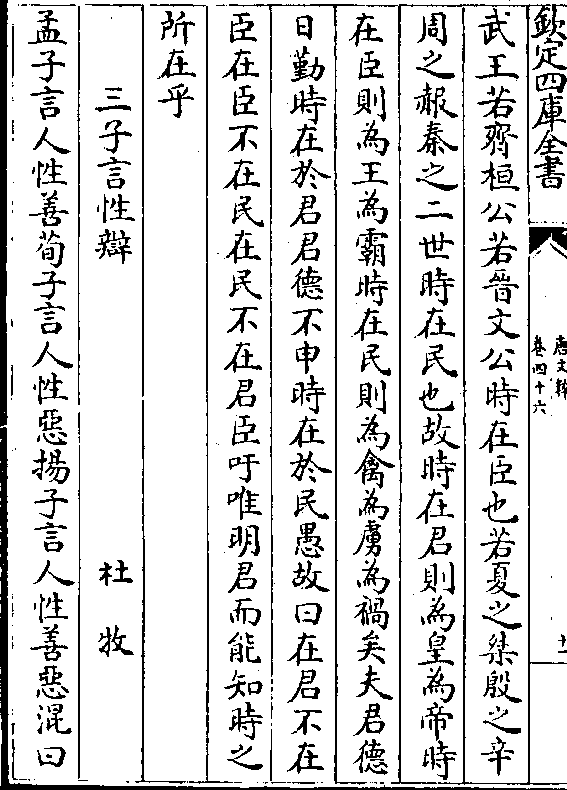 欽定四庫全書
唐文粹
卷四十六
十一
武王若齊桓公若晉文公時在臣也若夏之桀殷之辛
周之赧秦之二世時在民也故時在君則為皇為帝時
在臣則為王為霸時在民則為禽為虜為禍矣夫君德
日勤時在於君君德不申時在於民愚故曰在君不在
臣在臣不在民在民不在君臣吁唯明君而能知時之
所在乎
三子言性辯 杜牧
孟子言人性善荀子言人性惡揚子言人性善惡混曰